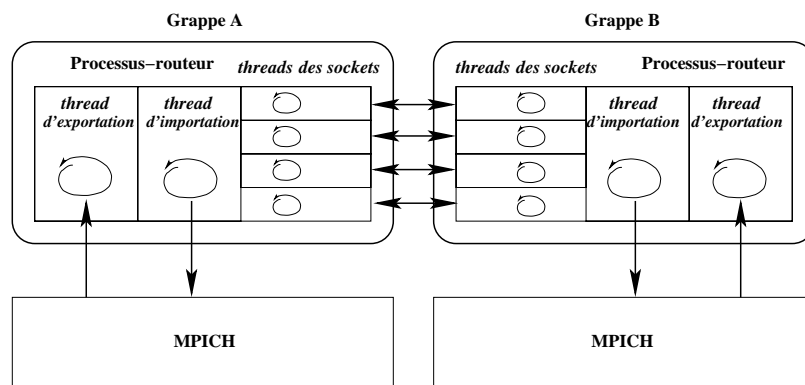 Grappe A
Grappe B
Processus−routeur
threads des sockets
thread
d'exportation
thread
d'importation
threads des sockets
Processus−routeur
thread
d'importation
thread
d'exportation
MPICH
MPICH